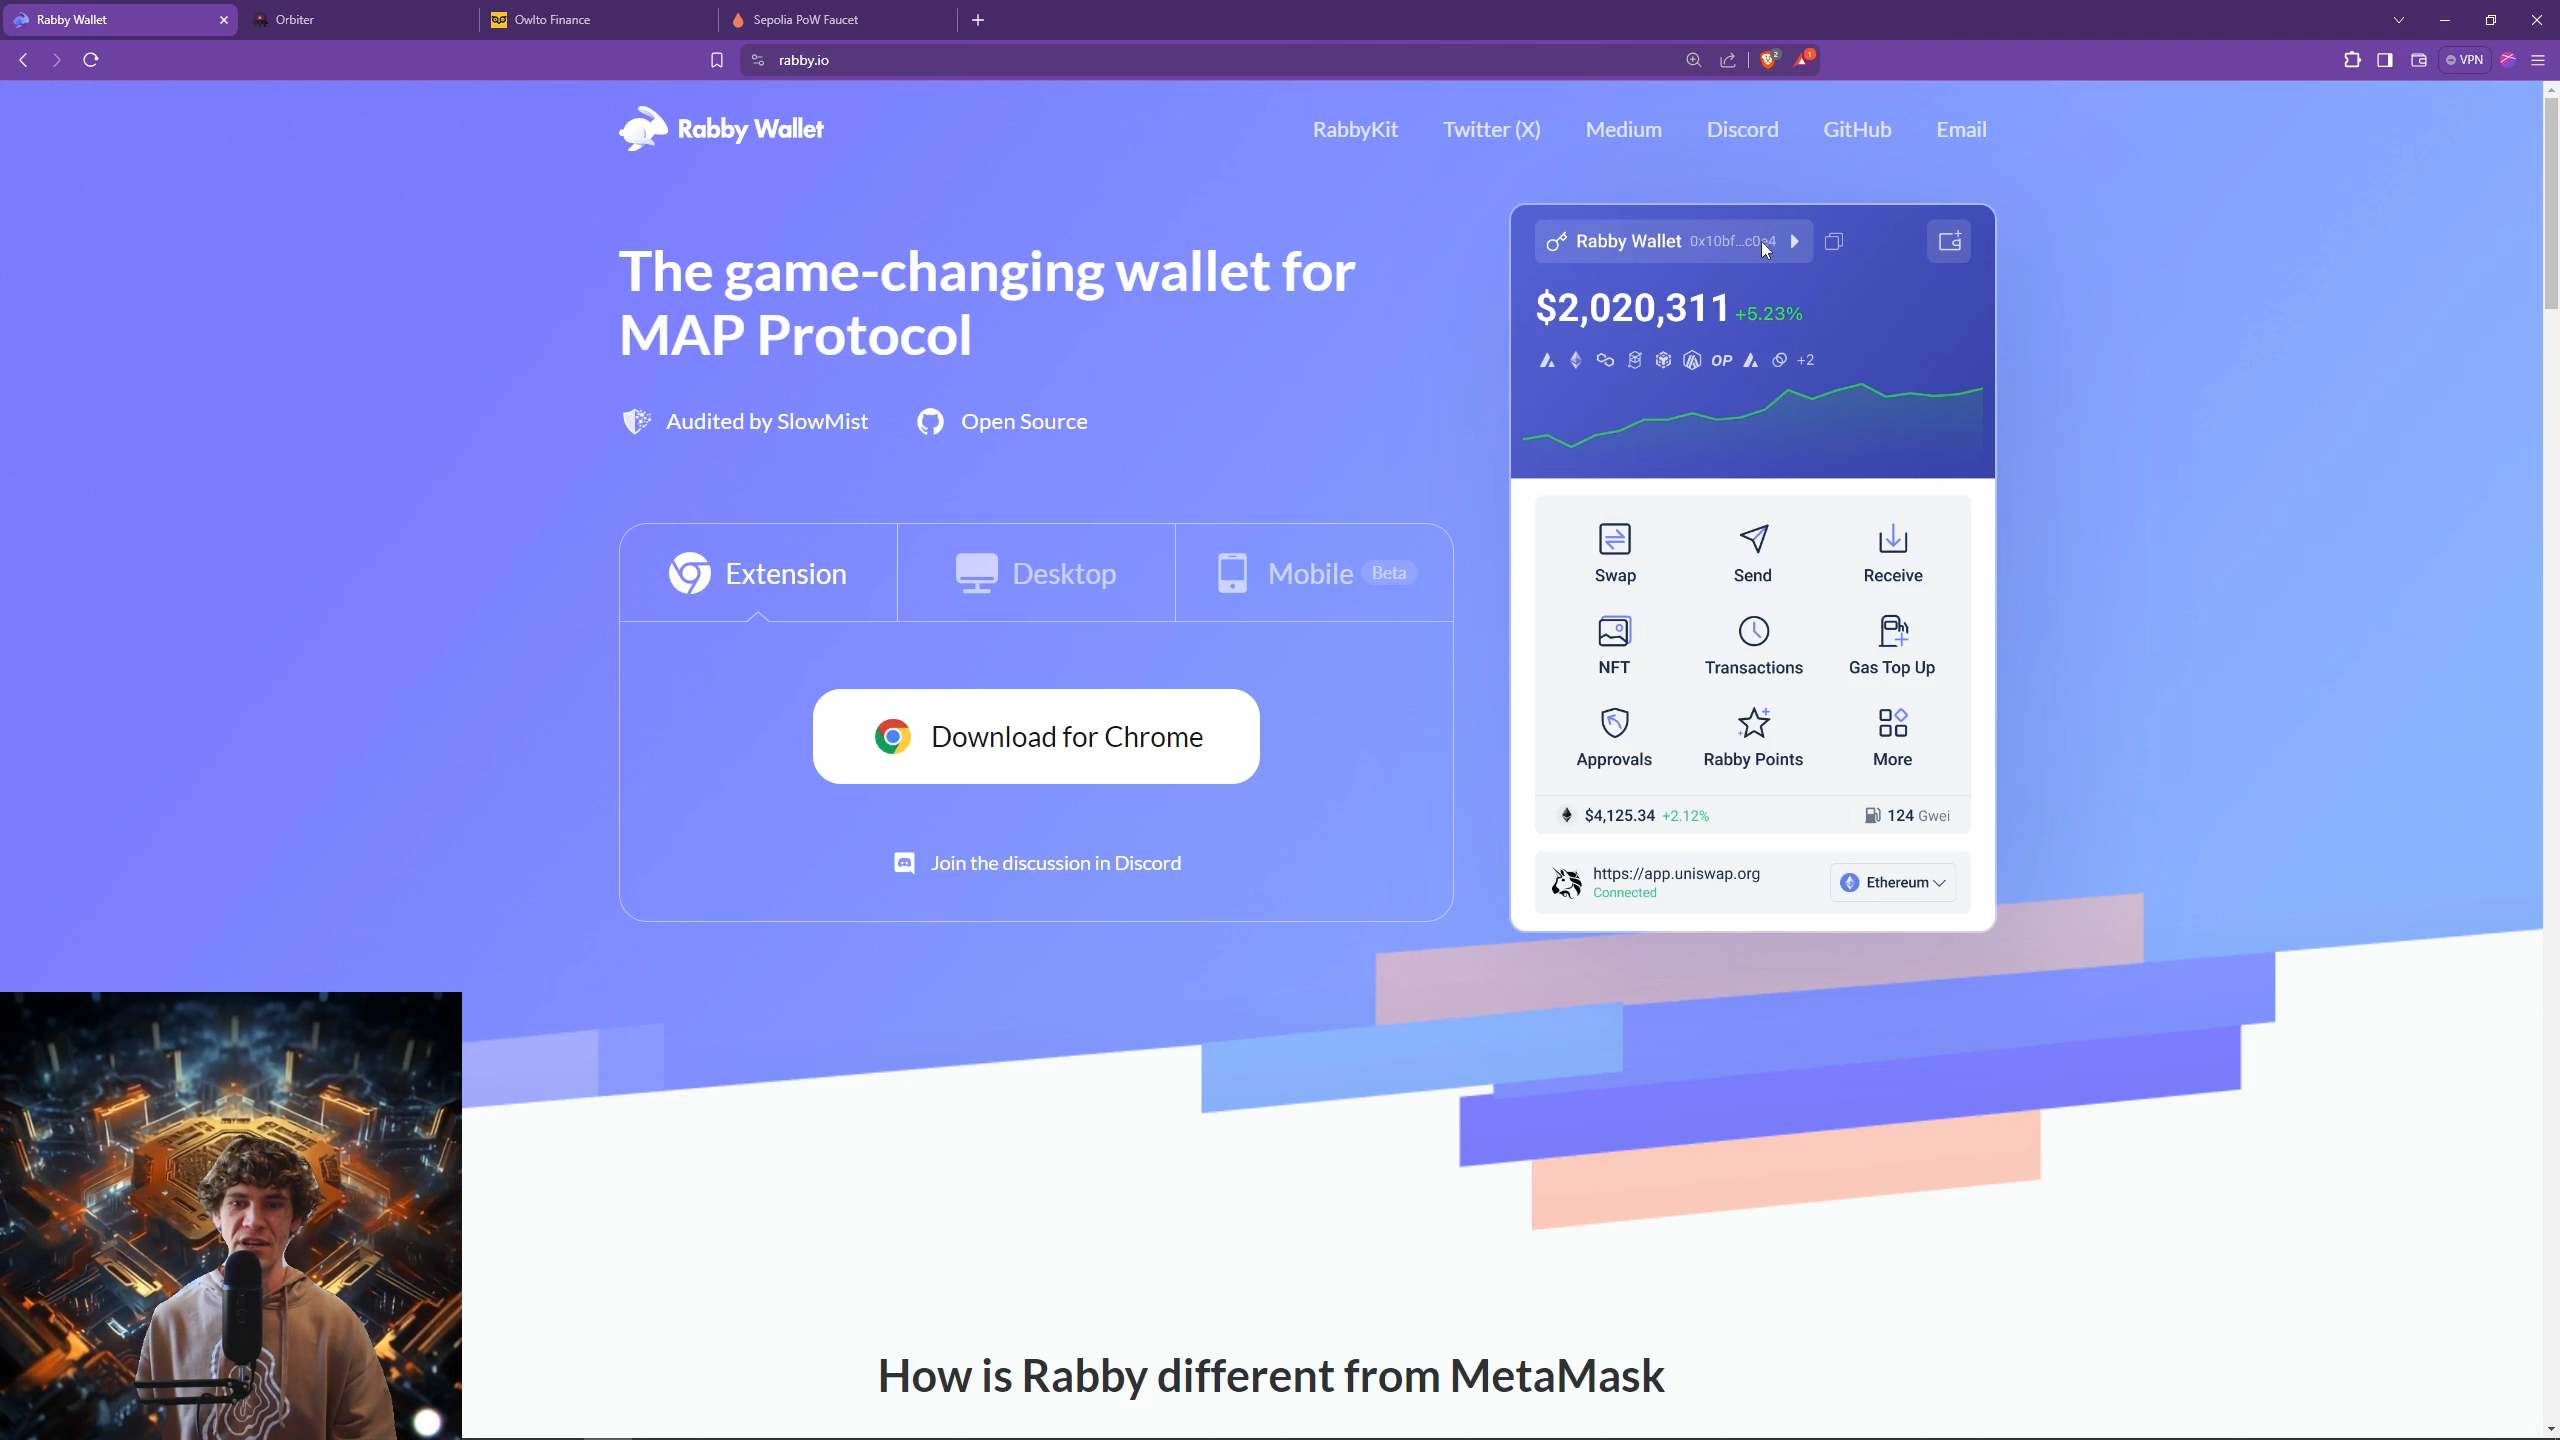 Rabby Wallet
Orbiter
Owlto Finance
Sepolia PoW Faucet
rabby.io
2
1
VPN
Rabby Wallet
RabbyKit
Twitter (X)
Medium
Discord
GitHub
Email
The game-changing wallet for
MAP Protocol
Audited by SlowMist
Open Source
Extension
Desktop
Mobile Beta
Download for Chrome
Join the discussion in Discord
Rabby Wallet
$2,020,311 +5.23%
OP
+2
Swap
Send
Receive
NFT
Transactions
Gas Top Up
Approvals
Rabby Points
More
$4,125.34 +2.12%
124 Gwei
https://app.uniswap.org
Connected
Ethereum
How is Rabby different from MetaMask